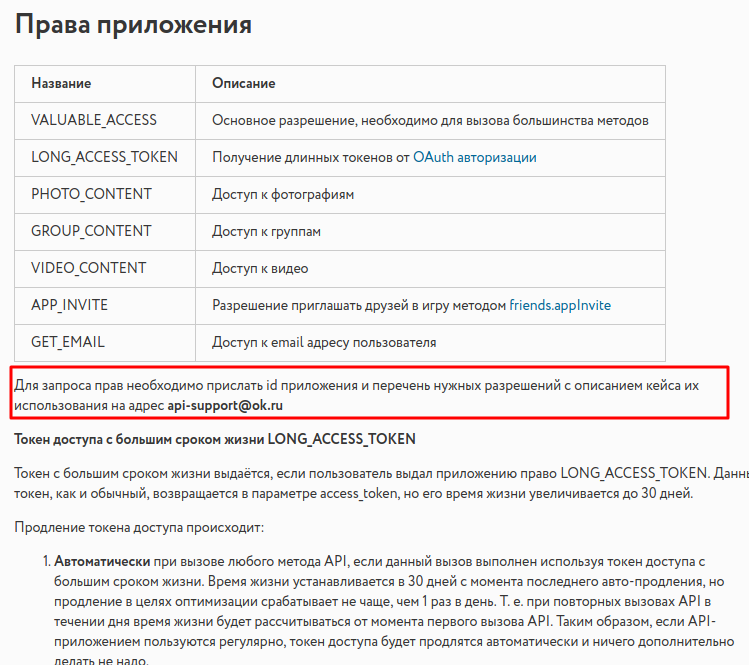 Права приложения
Название Описание
VALUABLE_ACCESS Основное разрешение, необходимо для вызова большинства методов
LONG_ACCESS_TOKEN Получение длинных токенов от OAuth авторизации
PHOTO_CONTENT Доступ к фотографиям
GROUP_CONTENT Доступ к группам
VIDEO_CONTENT Доступ к видео
APP_INVITE Разрешение приглашать друзей в игру методом friends.appInvite
GET_EMAIL Доступ к email адресу пользователя
Для запроса прав необходимо прислать id приложения и перечень нужных разрешений с описанием кейса их
использования на адрес api-support@ok.ru
Токен доступа с большим сроком жизни LONG_ACCESS_TOKEN
Токен с большим сроком жизни выдаётся, если пользователь выдал приложению право LONG_ACCESS_TOKEN. Данны
токен, как и обычный, возвращается в параметре access_token, но его время жизни увеличивается до 30 дней.
Продление токена доступа происходит:
1. Автоматически при вызове любого метода API, если данный вызов выполнен используя токен доступа с
большим сроком жизни. Время жизни устанавливается в 30 дней с момента последнего авто-продления, но
продление в целях оптимизации срабатывает не чаще, чем 1 раз в день. Т. е. при повторных вызовах API в
течении дня время жизни будет рассчитываться от момента первого вызова API. Таким образом, если API-
приложением пользуются регулярно, токен доступа будет продлятся автоматически и ничего дополнительно
делать не надо.